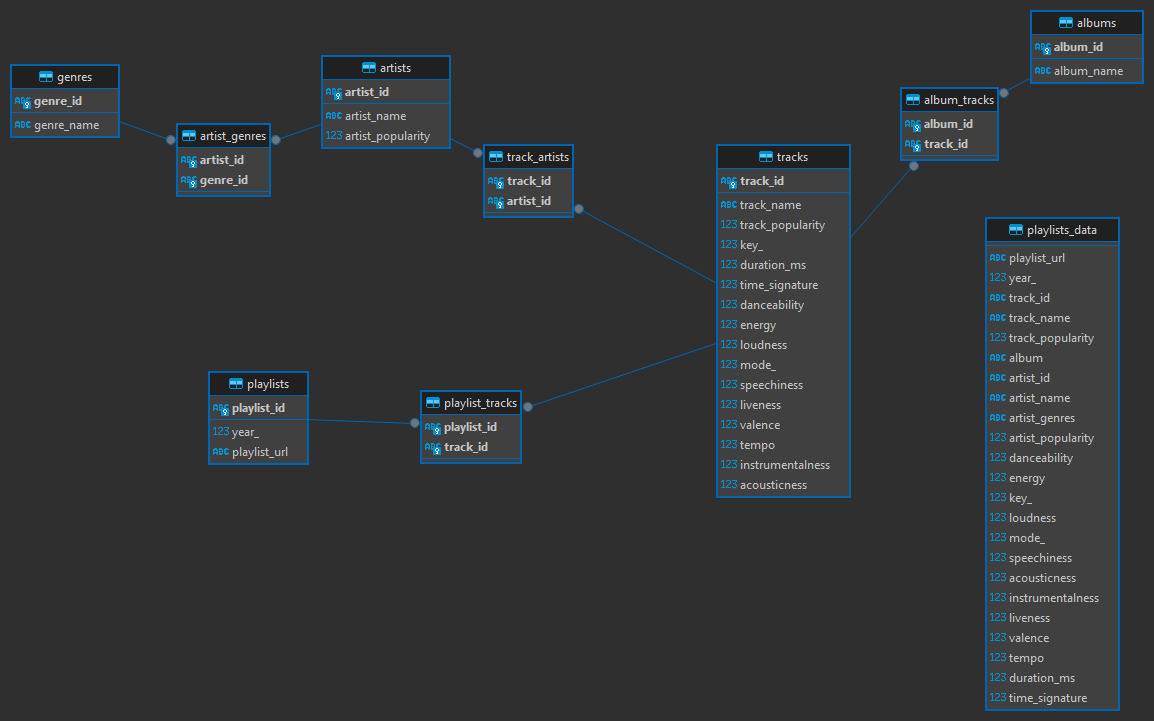 genres
ABC genre_id
ABC genre_name
artist_genres
ABC artist_id
ABC genre_id
artists
ABC artist_id
ABC artist_name
123 artist_popularity
track_artists
ABC track_id
ABC artist_id
tracks
ABC track_id
ABC track_name
123 track_popularity
123 key_
123 duration_ms
123 time_signature
123 danceability
123 energy
123 loudness
123 mode_
123 speechiness
123 liveness
123 valence
123 tempo
123 instrumentalness
123 acousticness
album_tracks
ABC album_id
ABC track_id
albums
ABC album_id
ABC album_name
playlists
ABC playlist_id
123 year_
ABC playlist_url
playlist_tracks
ABC playlist_id
ABC track_id
playlists_data
ABC playlist_url
123 year_
ABC track_id
ABC track_name
123 track_popularity
ABC album
ABC artist_id
ABC artist_name
ABC artist_genres
123 artist_popularity
123 danceability
123 energy
123 key_
123 loudness
123 mode_
123 speechiness
123 acousticness
123 instrumentalness
123 liveness
123 valence
123 tempo
123 duration_ms
123 time_signature